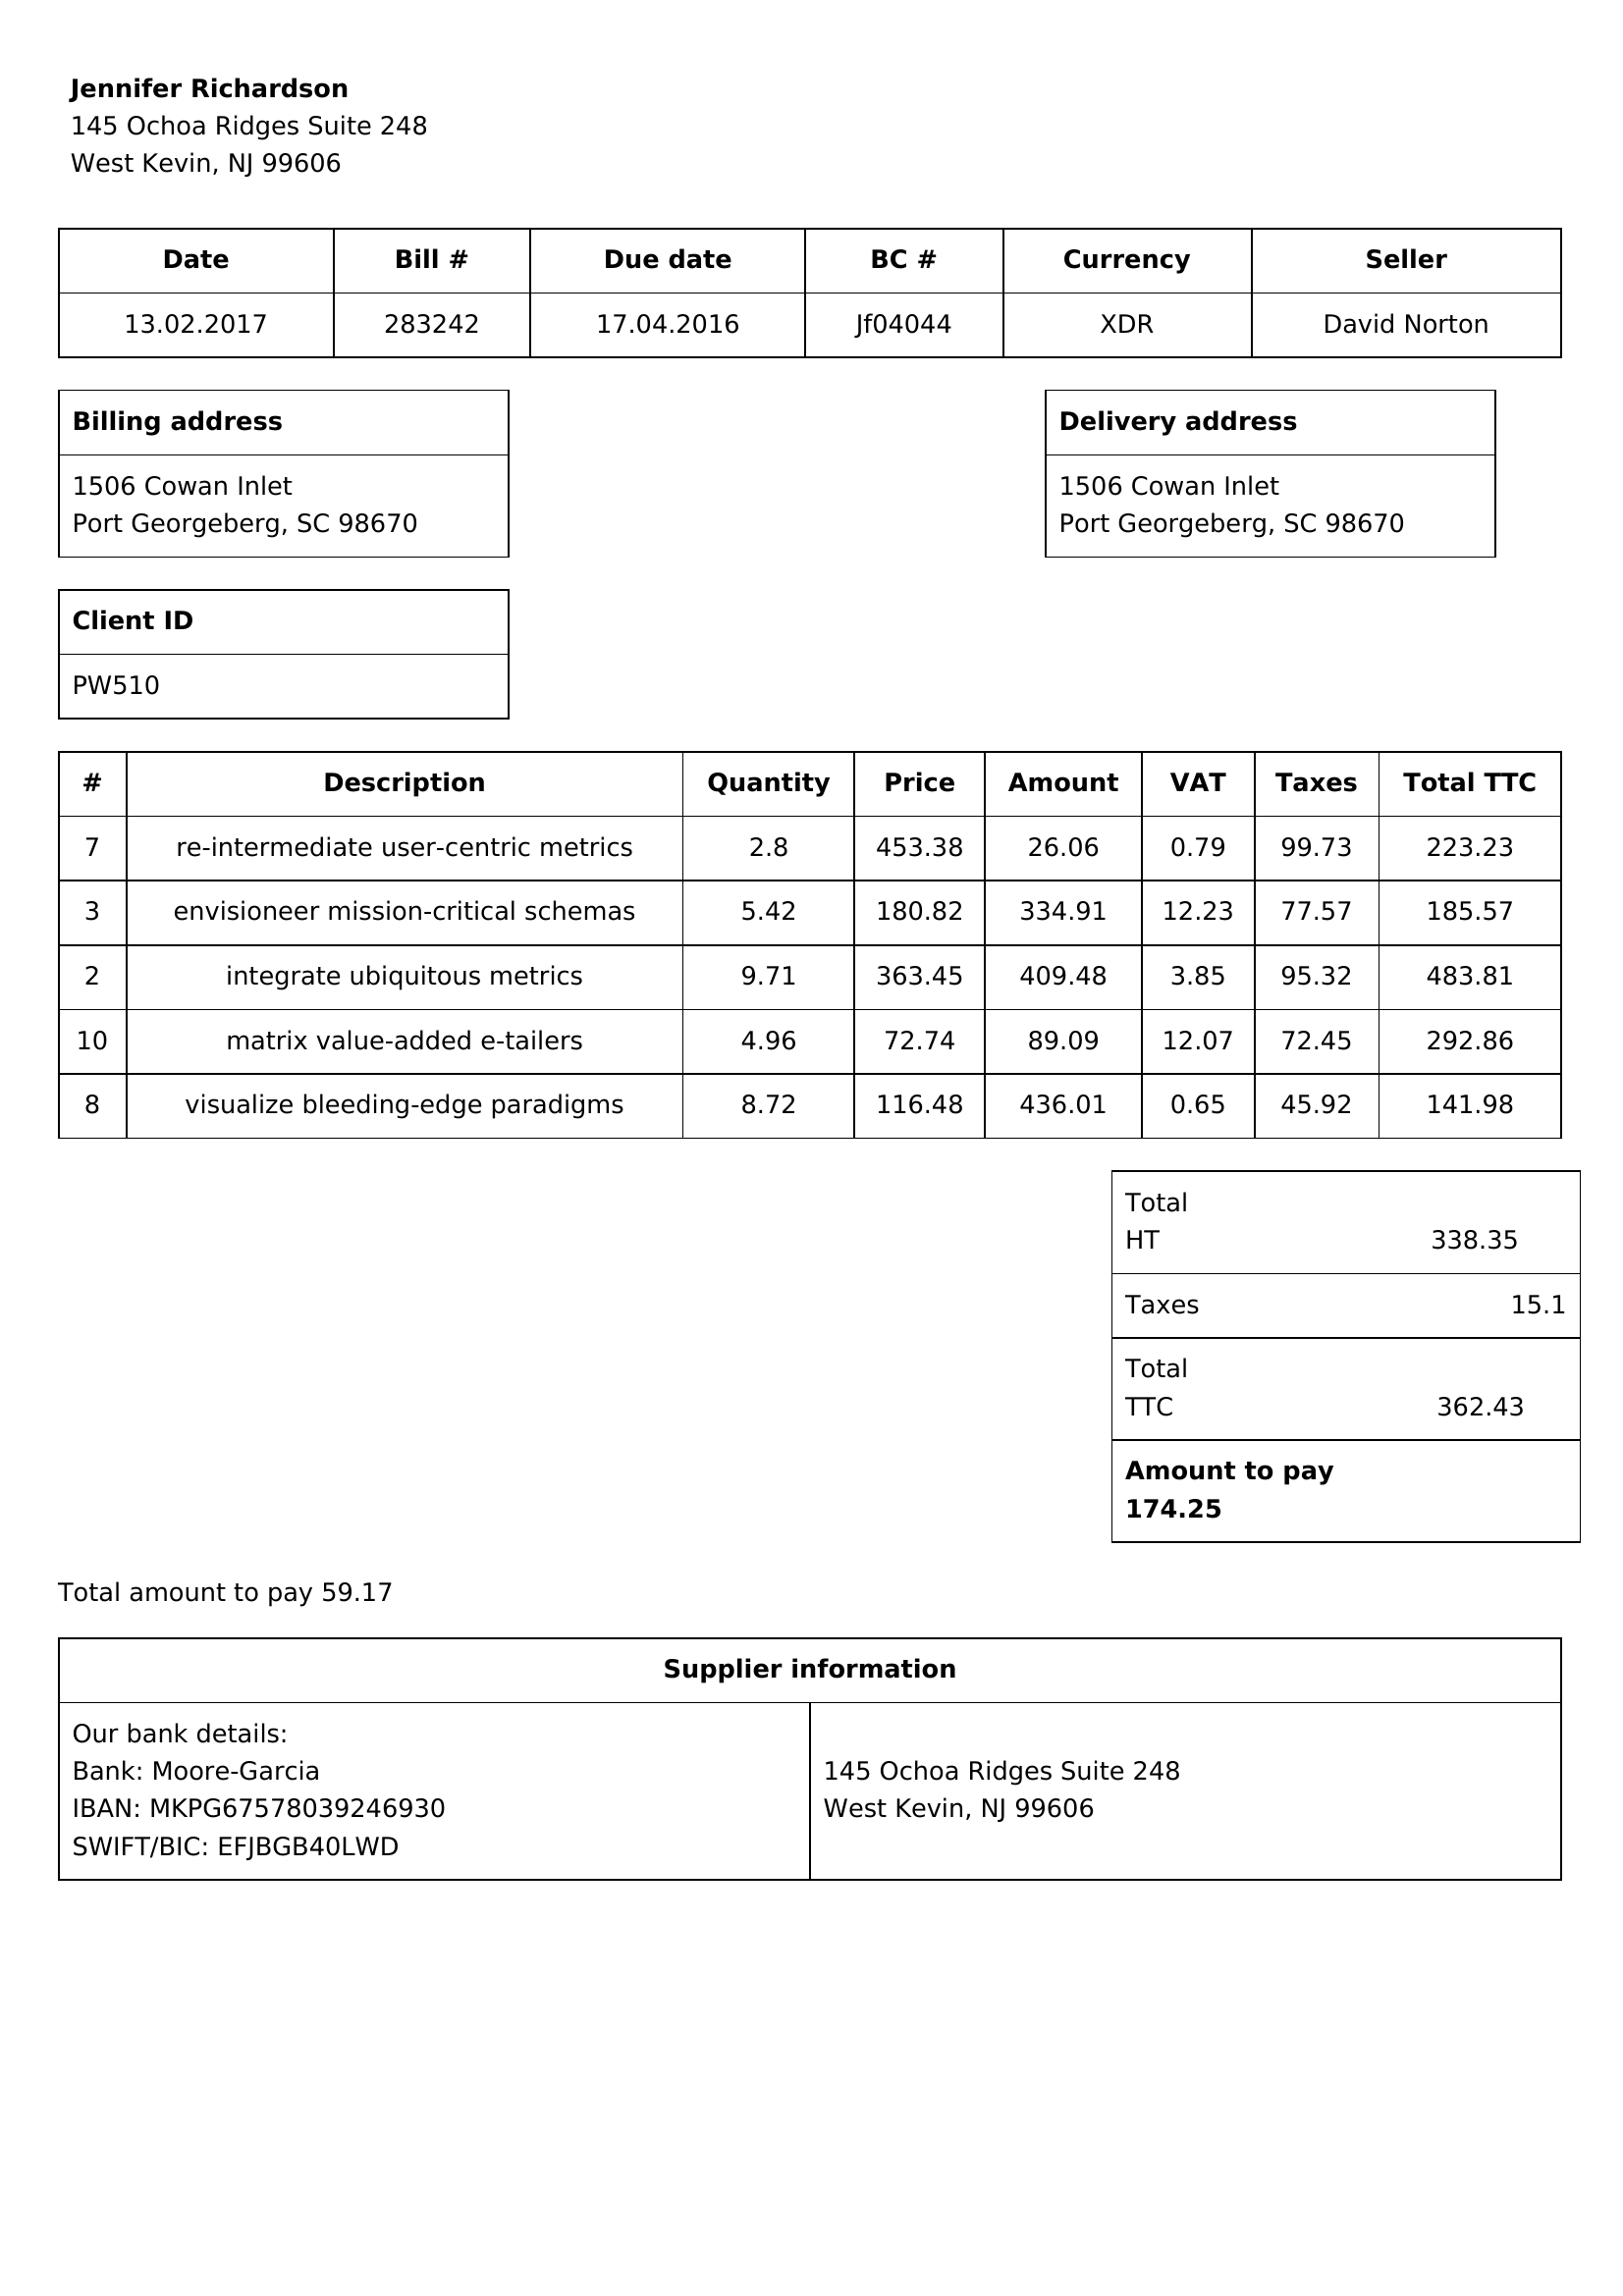 Jennifer Richardson
145 Ochoa Ridges Suite 248
West Kevin, NJ 99606
Date Bill # Due date BC # Currency Seller
13.02.2017 283242 17.04.2016 Jf04044 XDR David Norton
Billing address
1506 Cowan Inlet
Port Georgeberg, SC 98670
Delivery address
1506 Cowan Inlet
Port Georgeberg, SC 98670
Client ID
PW510
# Description Quantity Price Amount VAT Taxes Total TTC
7 re-intermediate user-centric metrics 2.8 453.38 26.06 0.79 99.73 223.23
3 envisioneer mission-critical schemas 5.42 180.82 334.91 12.23 77.57 185.57
2 integrate ubiquitous metrics 9.71 363.45 409.48 3.85 95.32 483.81
10 matrix value-added e-tailers 4.96 72.74 89.09 12.07 72.45 292.86
8 visualize bleeding-edge paradigms 8.72 116.48 436.01 0.65 45.92 141.98
Total
HT 338.35
Taxes 15.1
Total
TTC 362.43
Amount to pay
174.25
Total amount to pay 59.17
Supplier information
Our bank details:
Bank: Moore-Garcia
IBAN: MKPG67578039246930
SWIFT/BIC: EFJBGB40LWD
145 Ochoa Ridges Suite 248
West Kevin, NJ 99606